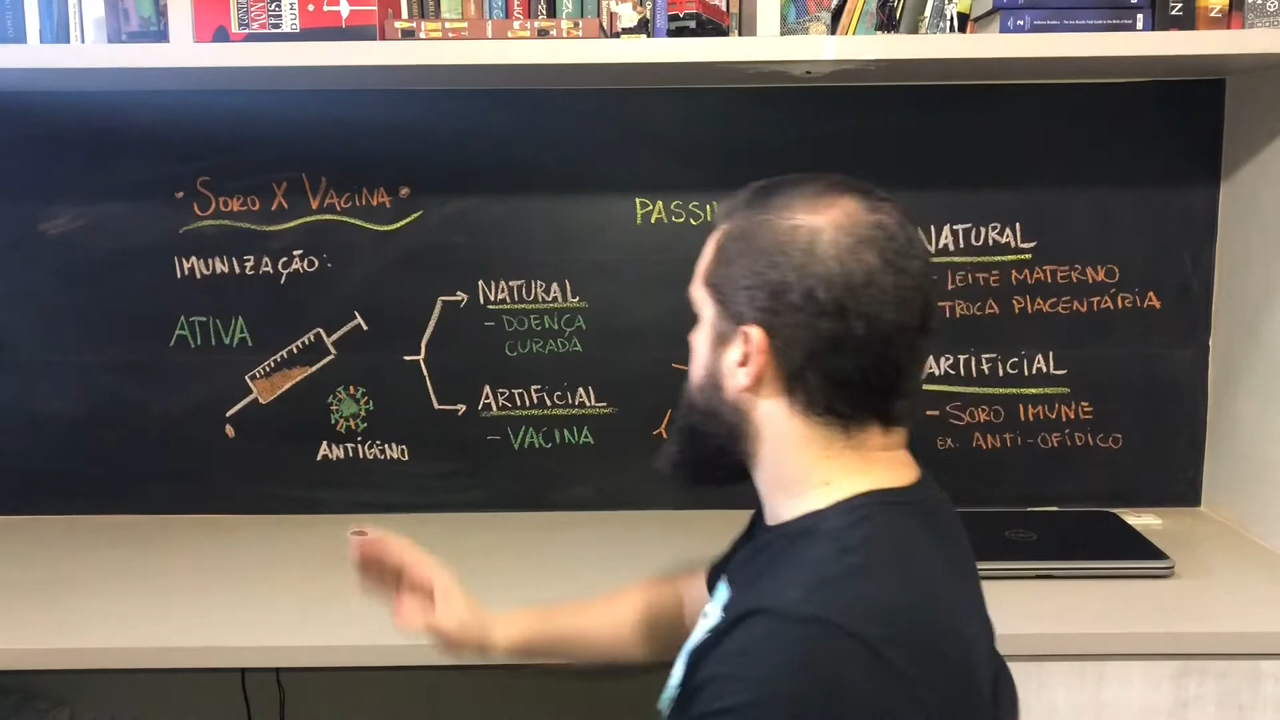 • SORO X VACINA •
IMUNIZAÇÃO:
ATIVA
ANTÍGENO
NATURAL
- DOENÇA
CURADA
ARTIFICIAL
- VACINA
PASSI
NATURAL
- LEITE MATERNO
TROCA PLACENTÁRIA
ARTIFICIAL
- SORO IMUNE
EX. ANTI-OFÍDICO